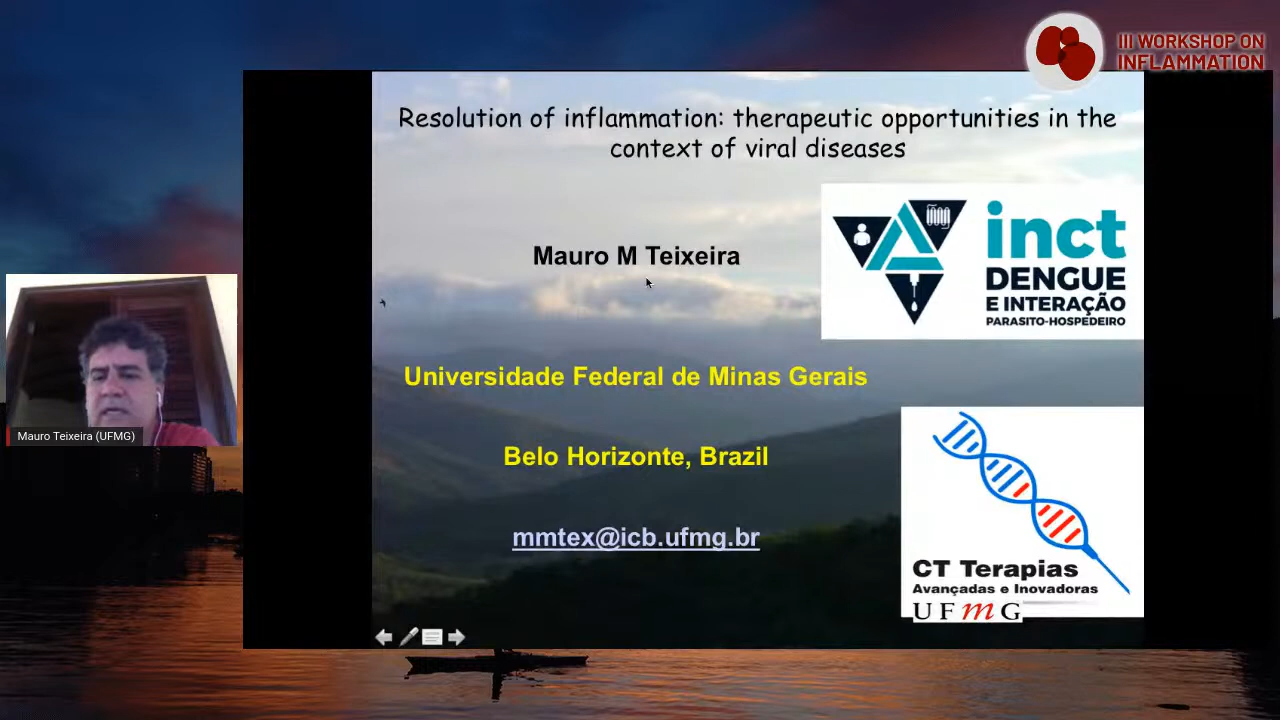 III WORKSHOP ON
INFLAMMATION
Resolution of inflammation: therapeutic opportunities in the
context of viral diseases
Mauro M Teixeira
inct
DENGUE
E INTERAÇÃO
PARASITO-HOSPEDEIRO
Universidade Federal de Minas Gerais
Mauro Teixeira (UFMG)
Belo Horizonte, Brazil
mmtex@icb.ufmg.br
CT Terapias
Avançadas e Inovadoras
UFmG